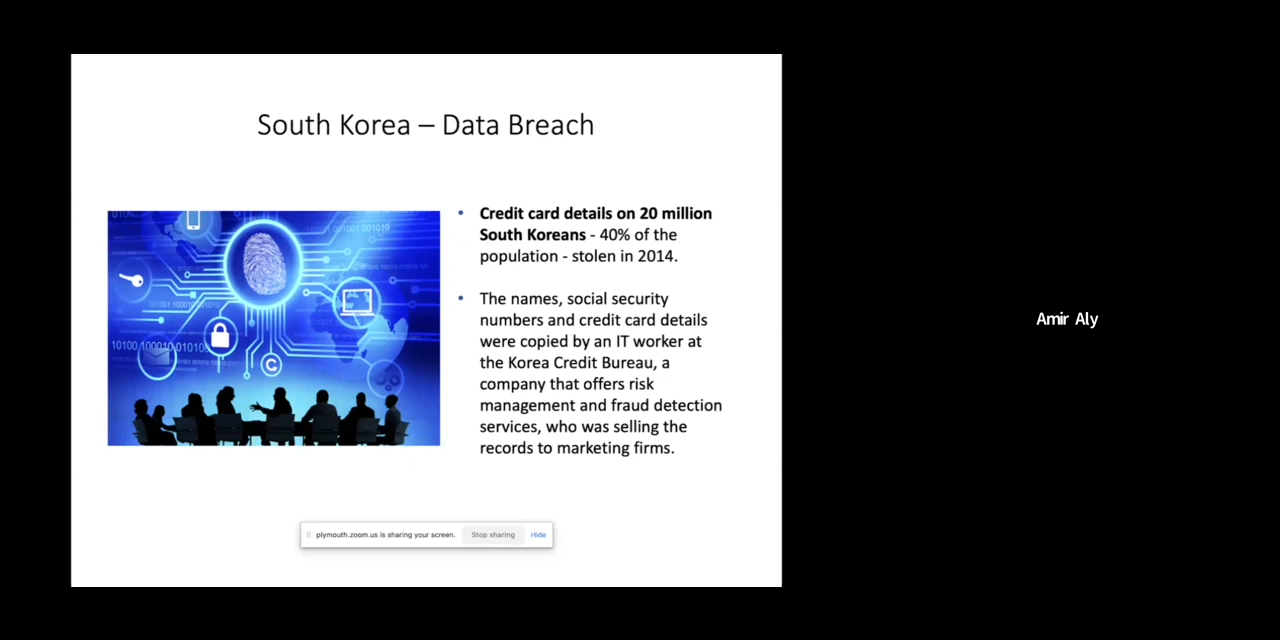 South Korea – Data Breach
• Credit card details on 20 million
South Koreans - 40% of the
population - stolen in 2014.
• The names, social security
numbers and credit card details
were copied by an IT worker at
the Korea Credit Bureau, a
company that offers risk
management and fraud detection
services, who was selling the
records to marketing firms.
10100 100010 010105
C
plymouth.zoom.us is sharing your screen. Stop sharing Hide
Amir Aly